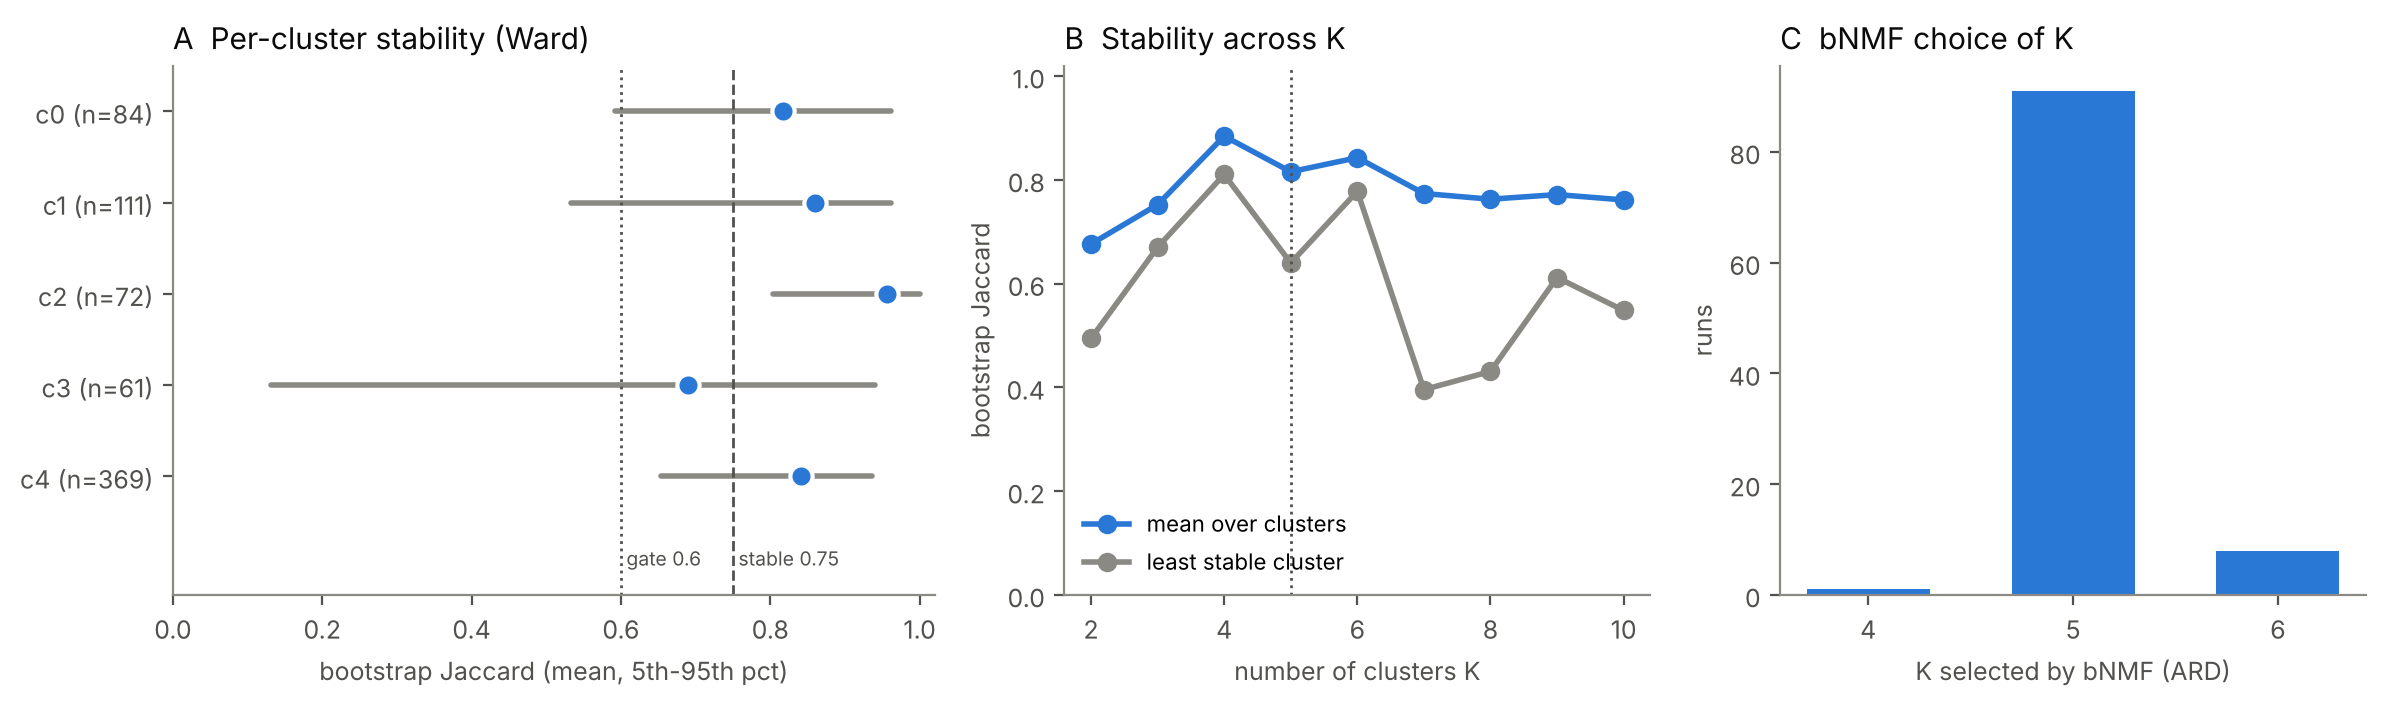 A Per-cluster stability (Ward)
c0 (n=84)
c1 (n=111)
c2 (n=72)
c3 (n=61)
c4 (n=369)
gate 0.6
stable 0.75
0.0 0.2 0.4 0.6 0.8 1.0
bootstrap Jaccard (mean, 5th-95th pct)
B Stability across K
bootstrap Jaccard
1.0
0.8
0.6
0.4
0.2
0.0
mean over clusters
least stable cluster
2 4 6 8 10
number of clusters K
C bNMF choice of K
runs
80
60
40
20
0
4 5 6
K selected by bNMF (ARD)